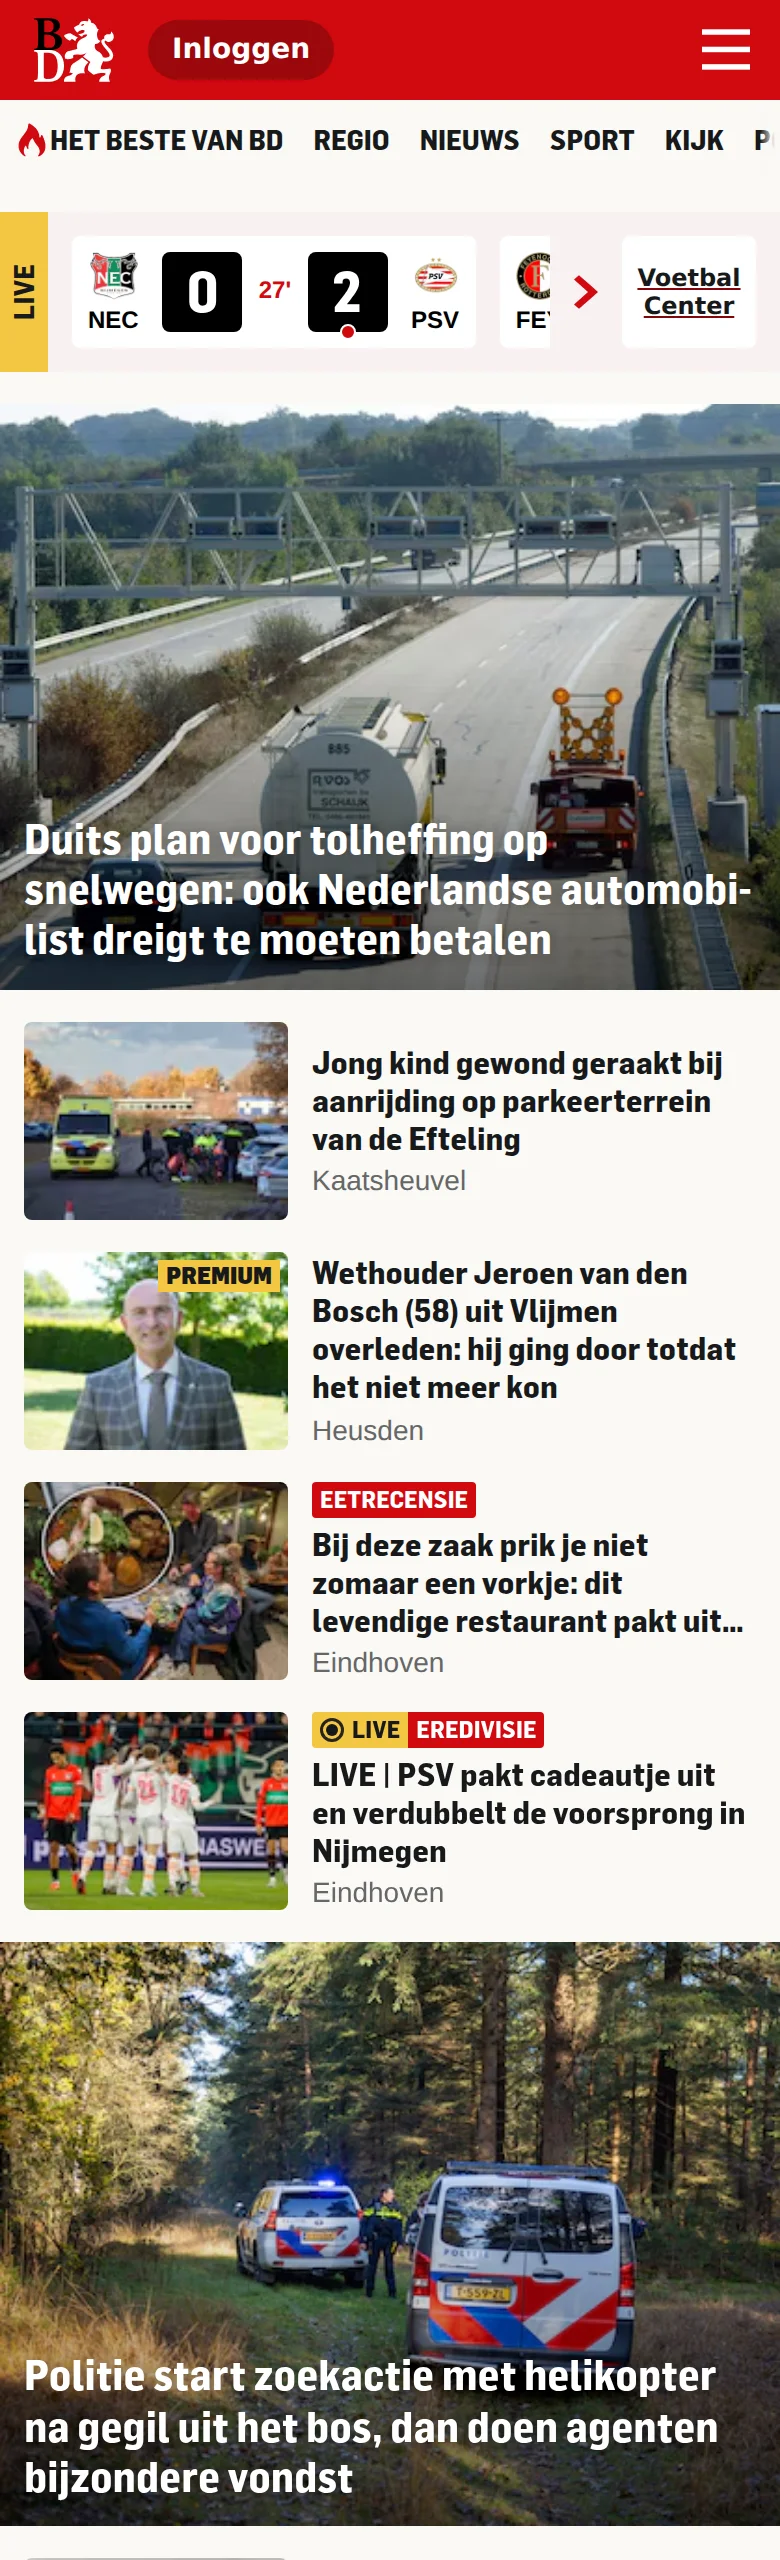 BD
Inloggen
HET BESTE VAN BD REGIO NIEUWS SPORT KIJK
LIVE
NEC 0 27' 2 PSV
Voetbal
Center
885
Duits plan voor tolheffing op
snelwegen: ook Nederlandse automobi-
list dreigt te moeten betalen
Jong kind gewond geraakt bij
aanrijding op parkeerterrein
van de Efteling
Kaatsheuvel
PREMIUM
Wethouder Jeroen van den
Bosch (58) uit Vlijmen
overleden: hij ging door totdat
het niet meer kon
Heusden
EETRECENSIE
Bij deze zaak prik je niet
zomaar een vorkje: dit
levendige restaurant pakt uit...
Eindhoven
LIVE EREDIVISIE
LIVE | PSV pakt cadeautje uit
en verdubbelt de voorsprong in
Nijmegen
Eindhoven
POLITIE
Politie start zoekactie met helikopter
na gegil uit het bos, dan doen agenten
bijzondere vondst